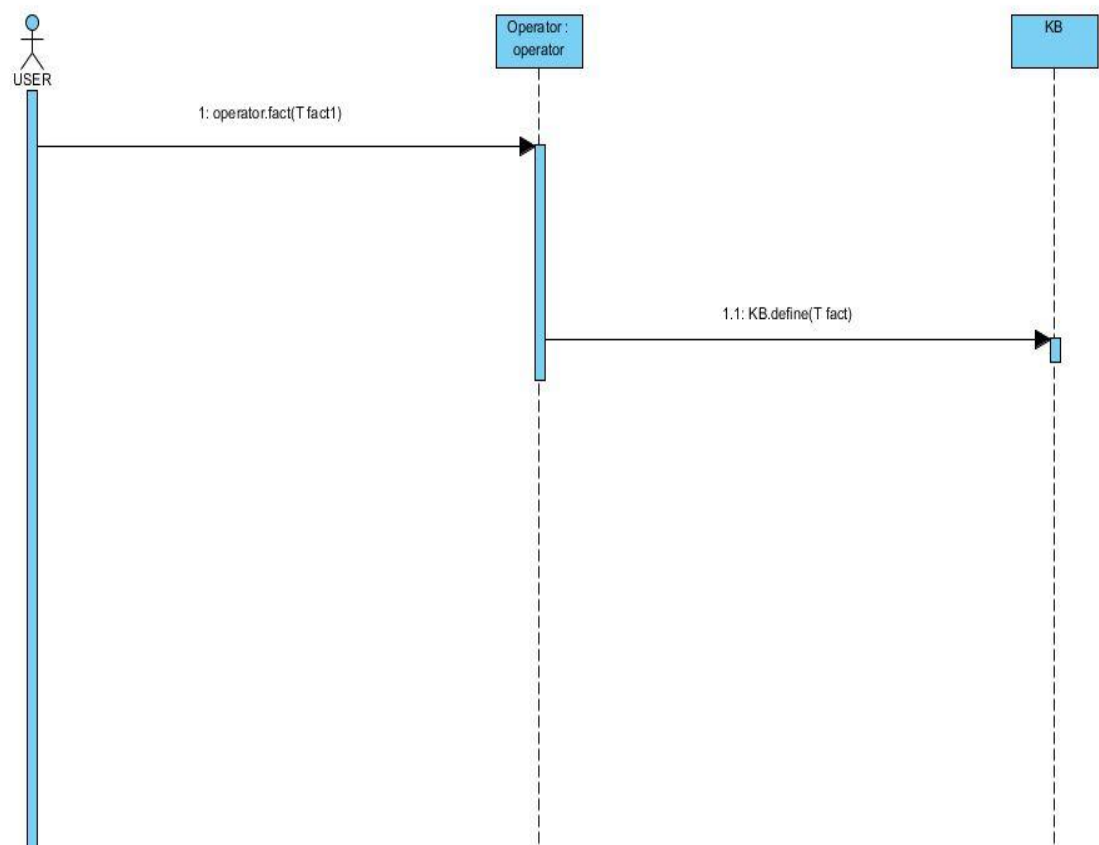 Operator :
operator
KB
USER
1: operator.fact(T fact1)
1.1: KB.define(T fact)